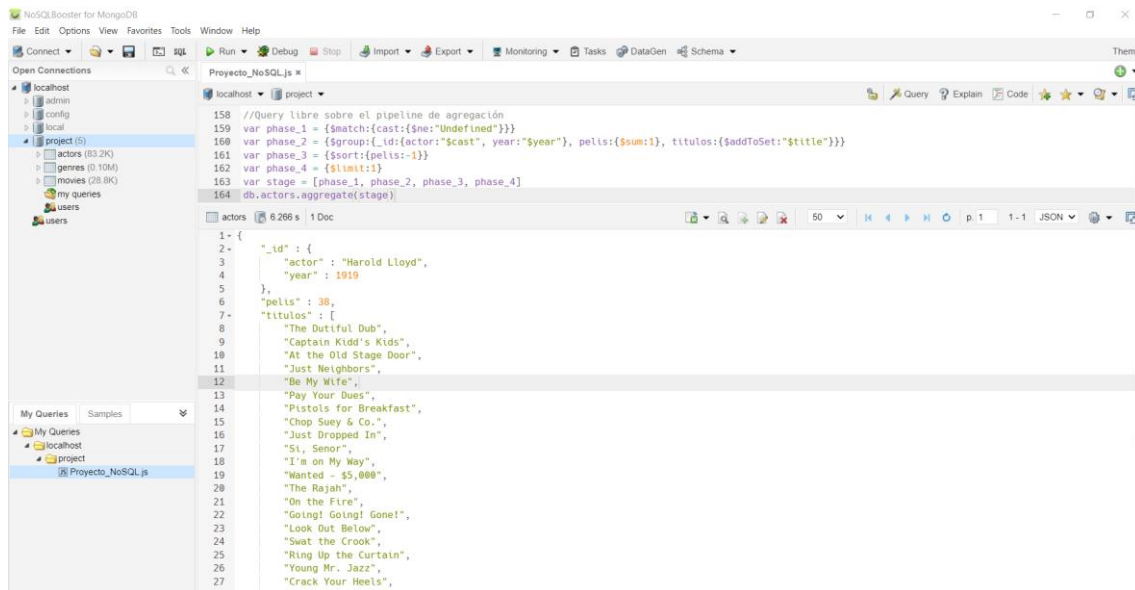 NoSQLBooster for MongoDB
File Edit Options View Favorites Tools Window Help
Connect SQL Run Debug Stop Import Export Monitoring Tasks DataGen Schema Them
Open Connections
Proyecto_NoSQL.js
localhost
localhost project Query Explain Code
admin
config
local
project (5)
actors (83.2K)
genres (0.10M)
movies (28.8K)
my queries
users
users
158 //Query libre sobre el pipeline de agregación
159 var phase_1 = {$match:{cast:{$ne:"Undefined"}}}
160 var phase_2 = {$group:{_id:{actor:"$cast", year:"$year"}, pelis:{$sum:1}, titulos:{$addToSet:"$title"}}}
161 var phase_3 = {$sort:{pelis:-1}}
162 var phase_4 = {$limit:1}
163 var stage = [phase_1, phase_2, phase_3, phase_4]
164 db.actors.aggregate(stage)
actors 6.266 s 1 Doc 50 p. 1 1 - 1 JSON
1 {
2 "_id" : {
3 "actor" : "Harold Lloyd",
4 "year" : 1919
5 },
6 "pelis" : 38,
7 "titulos" : [
8 "The Dutiful Dub",
9 "Captain Kidd's Kids",
10 "At the Old Stage Door",
11 "Just Neighbors",
12 "Be My Wife",
13 "Pay Your Dues",
14 "Pistols for Breakfast",
15 "Chop Suey & Co.",
16 "Just Dropped In",
17 "Si, Senor",
18 "I'm on My Way",
19 "Wanted - $5,000",
20 "The Rajah",
21 "On the Fire",
22 "Going! Going! Gone!",
23 "Look Out Below",
24 "Swat the Crook",
25 "Ring Up the Curtain",
26 "Young Mr. Jazz",
27 "Crack Your Heels",
My Queries Samples
My Queries
localhost
project
Proyecto_NoSQL.js